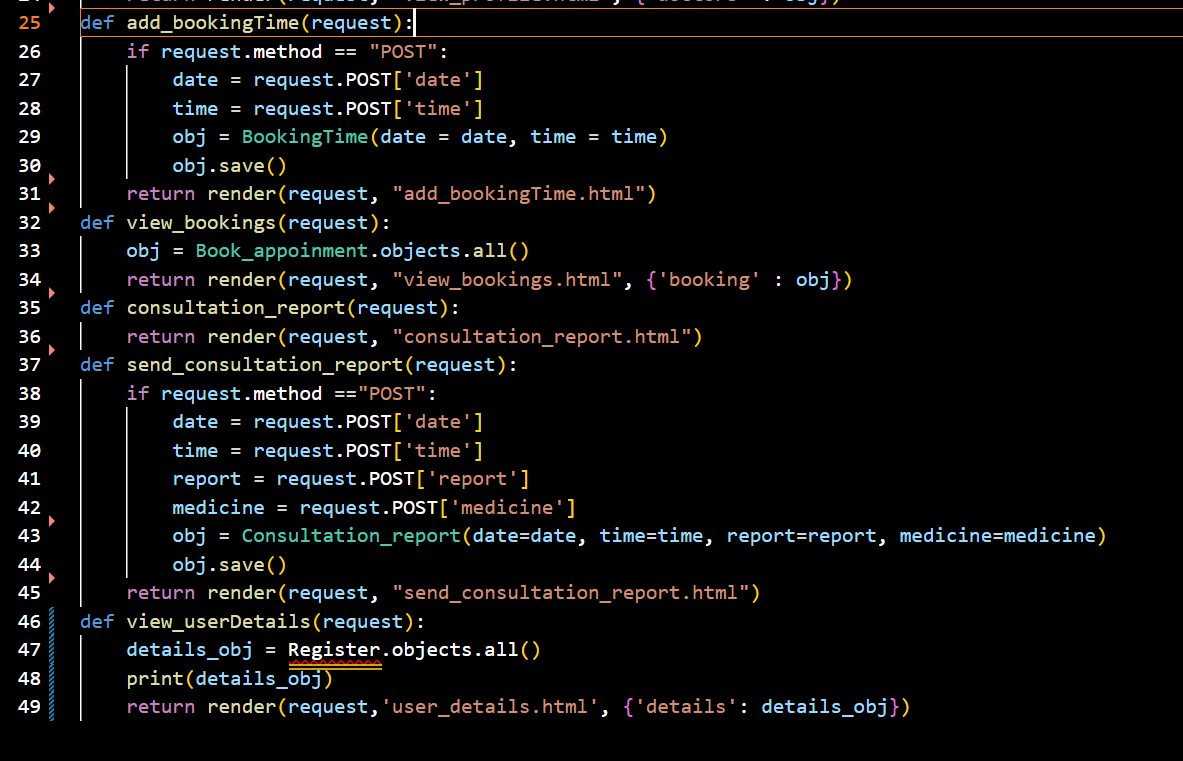 25 def add_bookingTime(request):
26     if request.method == "POST":
27         date = request.POST['date']
28         time = request.POST['time']
29         obj = BookingTime(date = date, time = time)
30         obj.save()
31     return render(request, "add_bookingTime.html")
32 def view_bookings(request):
33     obj = Book_appoinment.objects.all()
34     return render(request, "view_bookings.html", {'booking' : obj})
35 def consultation_report(request):
36     return render(request, "consultation_report.html")
37 def send_consultation_report(request):
38     if request.method =="POST":
39         date = request.POST['date']
40         time = request.POST['time']
41         report = request.POST['report']
42         medicine = request.POST['medicine']
43         obj = Consultation_report(date=date, time=time, report=report, medicine=medicine)
44         obj.save()
45     return render(request, "send_consultation_report.html")
46 def view_userDetails(request):
47     details_obj = Register.objects.all()
48     print(details_obj)
49     return render(request,'user_details.html', {'details': details_obj})